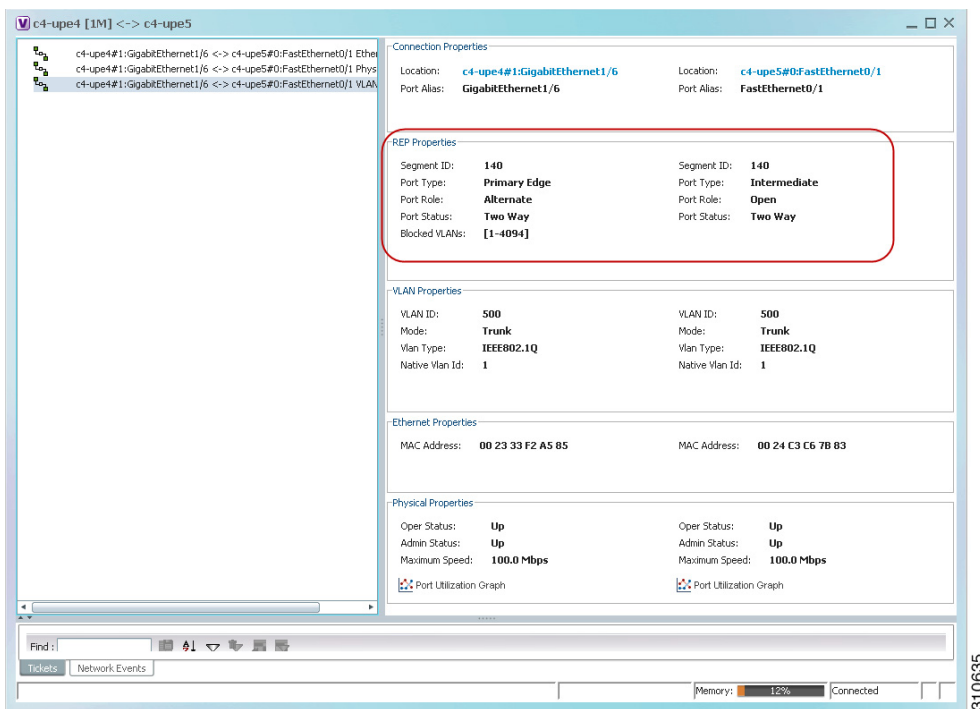 V c4-upe4 [1M] <-> c4-upe5
c4-upe4#1:GigabitEthernet1/6 <-> c4-upe5#0:FastEthernet0/1 Ether
c4-upe4#1:GigabitEthernet1/6 <-> c4-upe5#0:FastEthernet0/1 Phys
c4-upe4#1:GigabitEthernet1/6 <-> c4-upe5#0:FastEthernet0/1 VLAN
Connection Properties
Location: c4-upe4#1:GigabitEthernet1/6 Location: c4-upe5#0:FastEthernet0/1
Port Alias: GigabitEthernet1/6 Port Alias: FastEthernet0/1
REP Properties
Segment ID: 140 Segment ID: 140
Port Type: Primary Edge Port Type: Intermediate
Port Role: Alternate Port Role: Open
Port Status: Two Way Port Status: Two Way
Blocked VLANs: [1-4094]
VLAN Properties
VLAN ID: 500 VLAN ID: 500
Mode: Trunk Mode: Trunk
Vlan Type: IEEE802.1Q Vlan Type: IEEE802.1Q
Native Vlan Id: 1 Native Vlan Id: 1
Ethernet Properties
MAC Address: 00 23 33 F2 A5 85 MAC Address: 00 24 C3 C6 7B 83
Physical Properties
Oper Status: Up Oper Status: Up
Admin Status: Up Admin Status: Up
Maximum Speed: 100.0 Mbps Maximum Speed: 100.0 Mbps
Port Utilization Graph Port Utilization Graph
Find :
Tickets Network Events
Memory: 12% Connected
310635